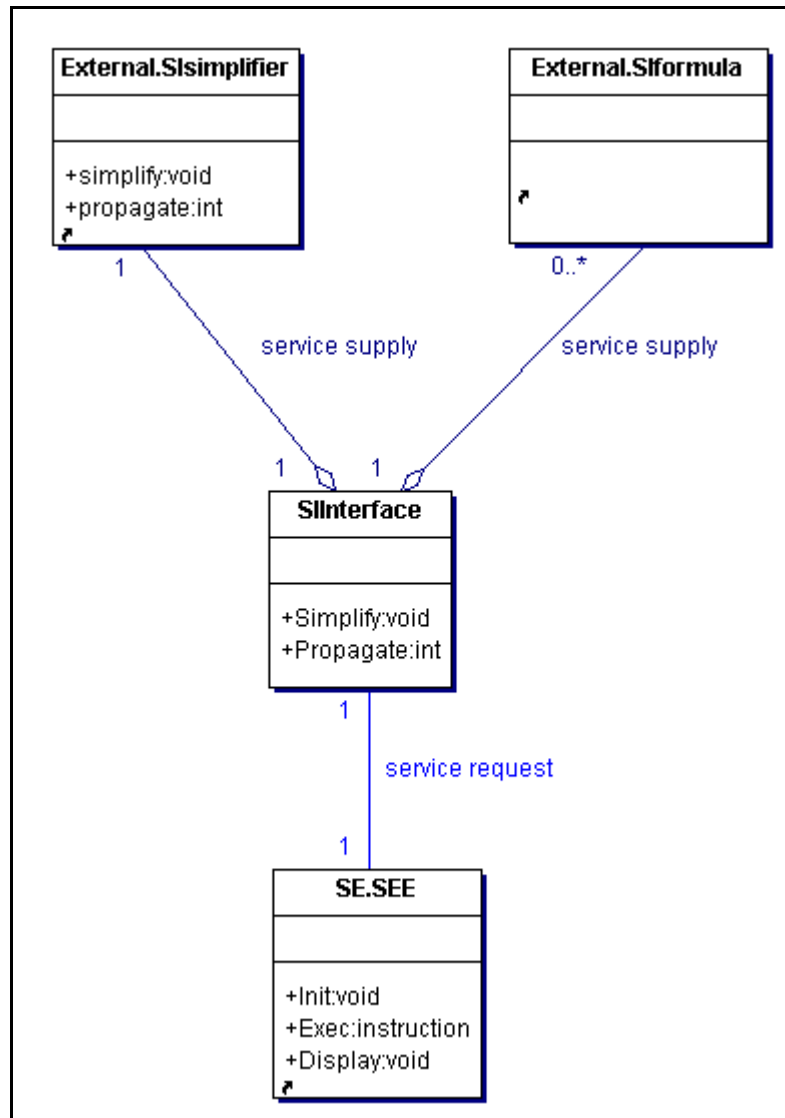 External.SIsimplifier
+simplify:void
+propagate:int
External.SIformula
1
0..*
service supply
service supply
1
1
SIInterface
+Simplify:void
+Propagate:int
1
service request
1
SE.SEE
+Init:void
+Exec:instruction
+Display:void